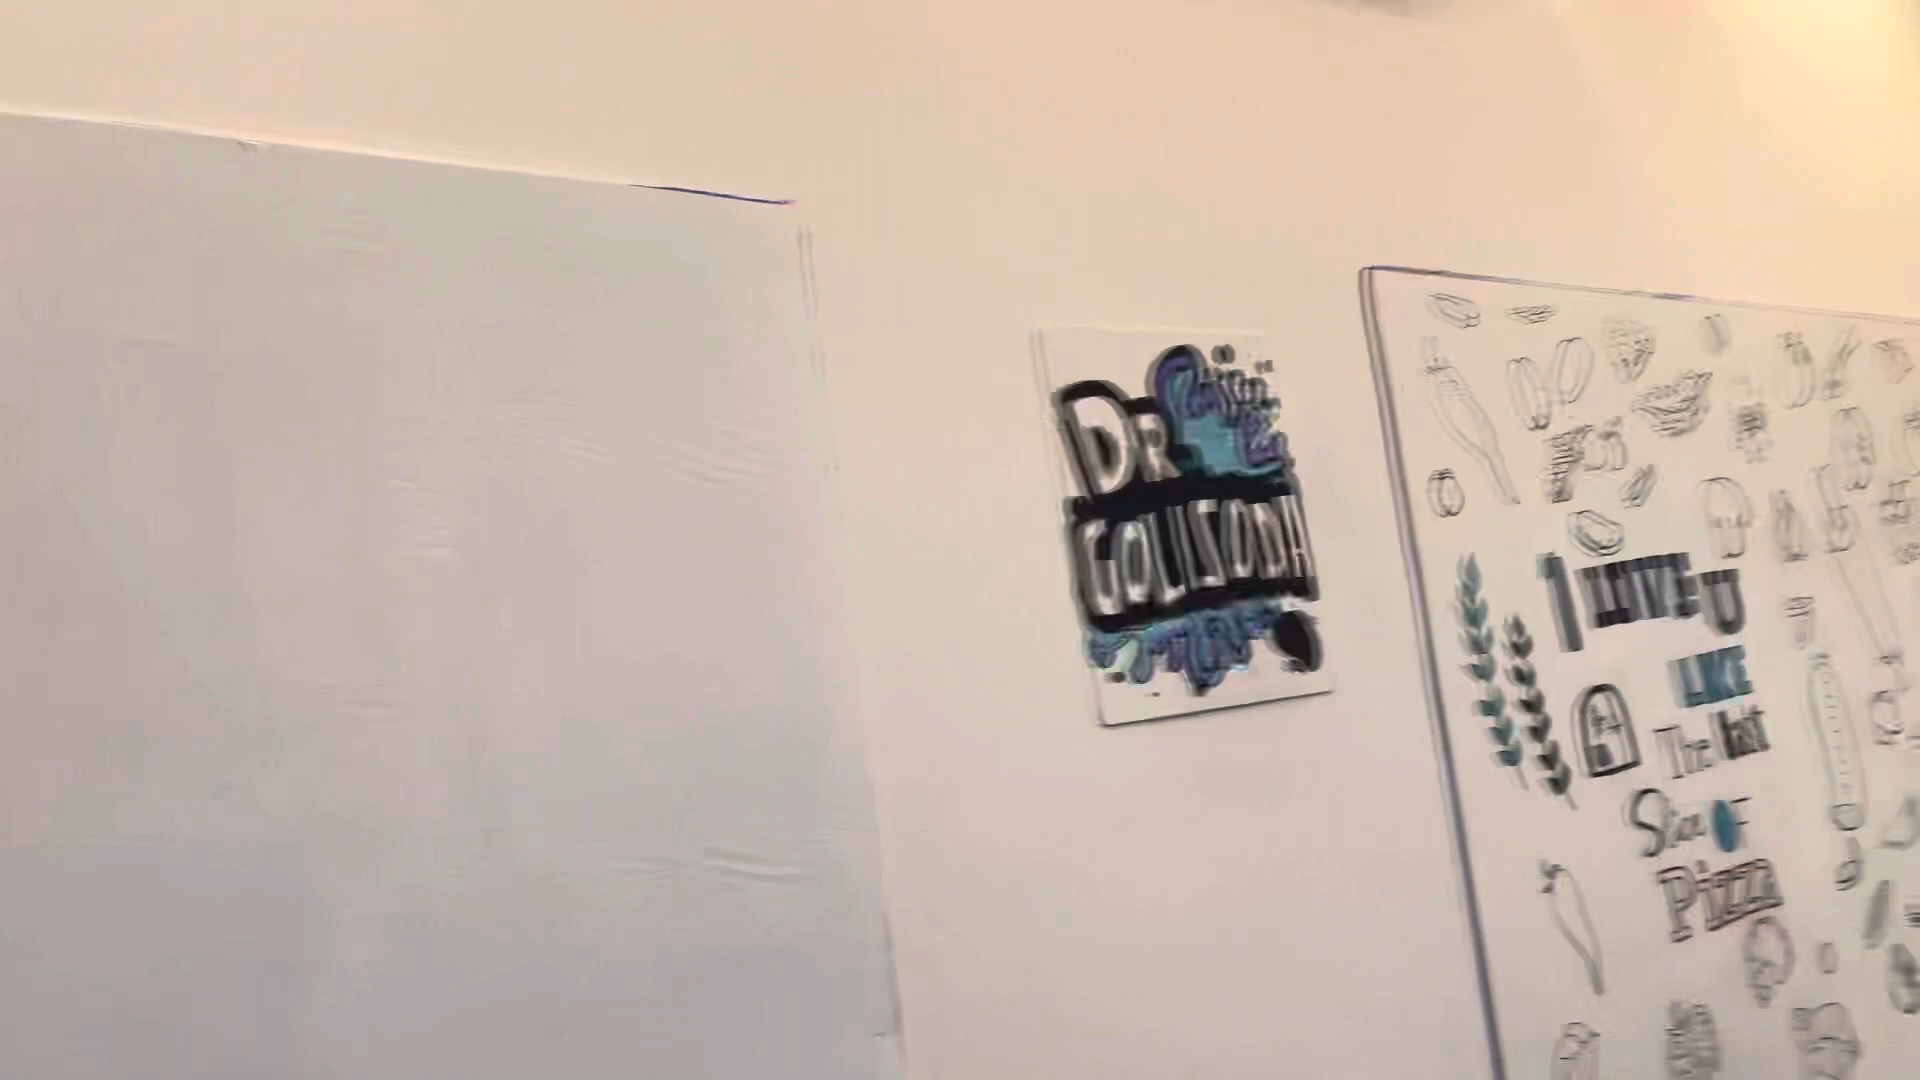 DR
GOLISODA
I LOVE U
LIKE
The last
Slice OF
Pizza